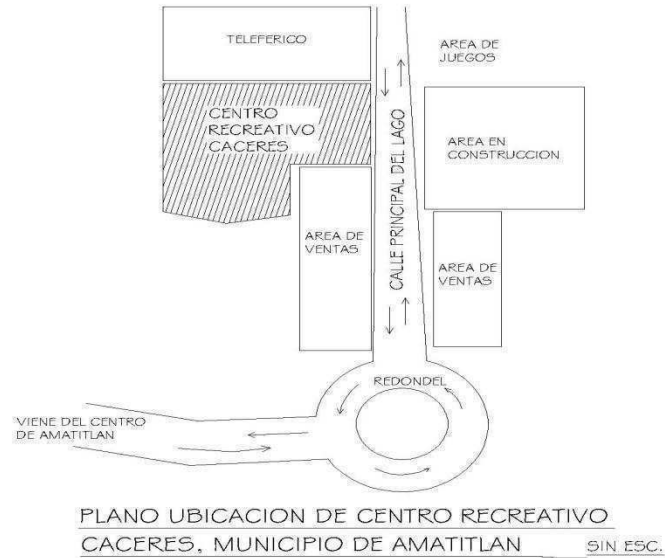 TELEFERICO
AREA DE
JUEGOS
CENTRO
RECREATIVO
CACERES
CALLE PRINCIPAL DEL LAGO
AREA EN
CONSTRUCCION
AREA DE
VENTAS
AREA DE
VENTAS
REDONDEL
VIENE DEL CENTRO
DE AMATITLAN
PLANO UBICACION DE CENTRO RECREATIVO
CACERES, MUNICIPIO DE AMATITLAN SIN ESC.